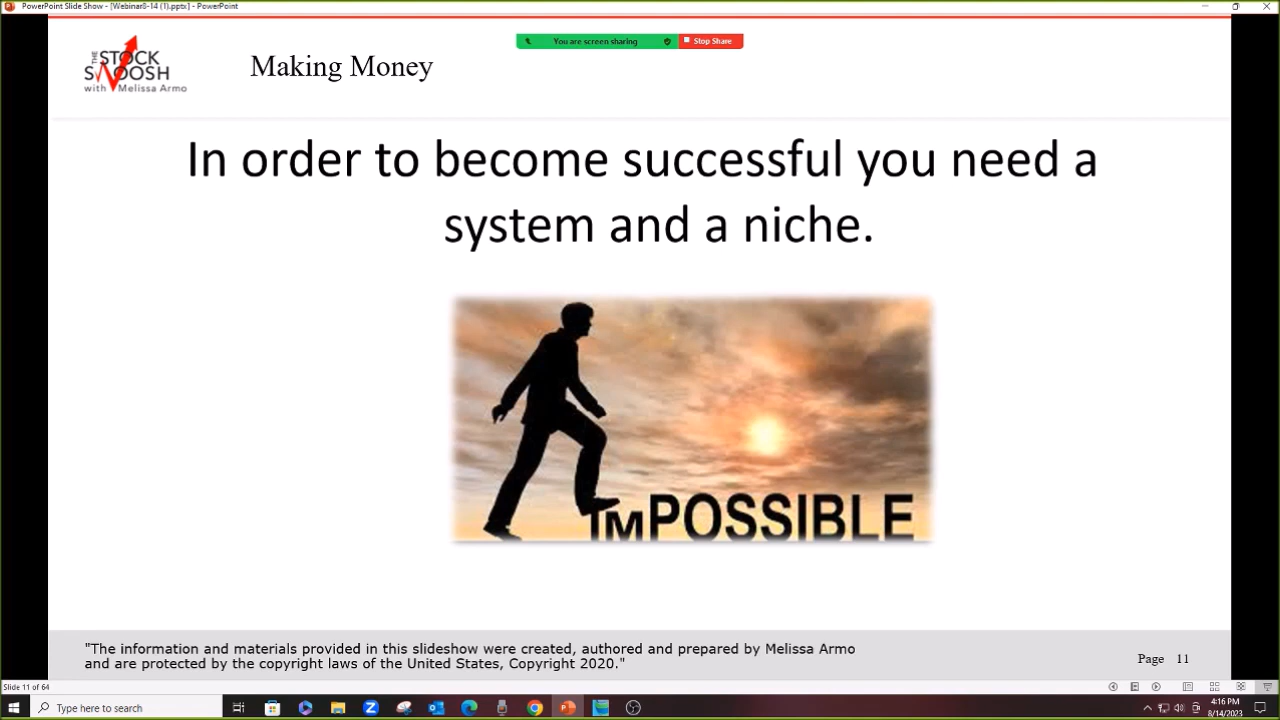 PowerPoint Slide Show - [Webinar8-14 (1).pptx] - PowerPoint
You are screen sharing
Stop Share
THE STOCK
SWOOSH
with Melissa Armo
Making Money
In order to become successful you need a
system and a niche.
IMPOSSIBLE
"The information and materials provided in this slideshow were created, authored and prepared by Melissa Armo
and are protected by the copyright laws of the United States, Copyright 2020."
Page 11
Slide 11 of 64
Type here to search
4:16 PM
8/14/2023